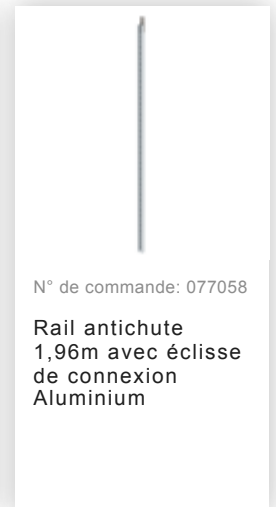 N° de commande: 077058
Rail antichute
1,96m avec éclisse
de connexion
Aluminium